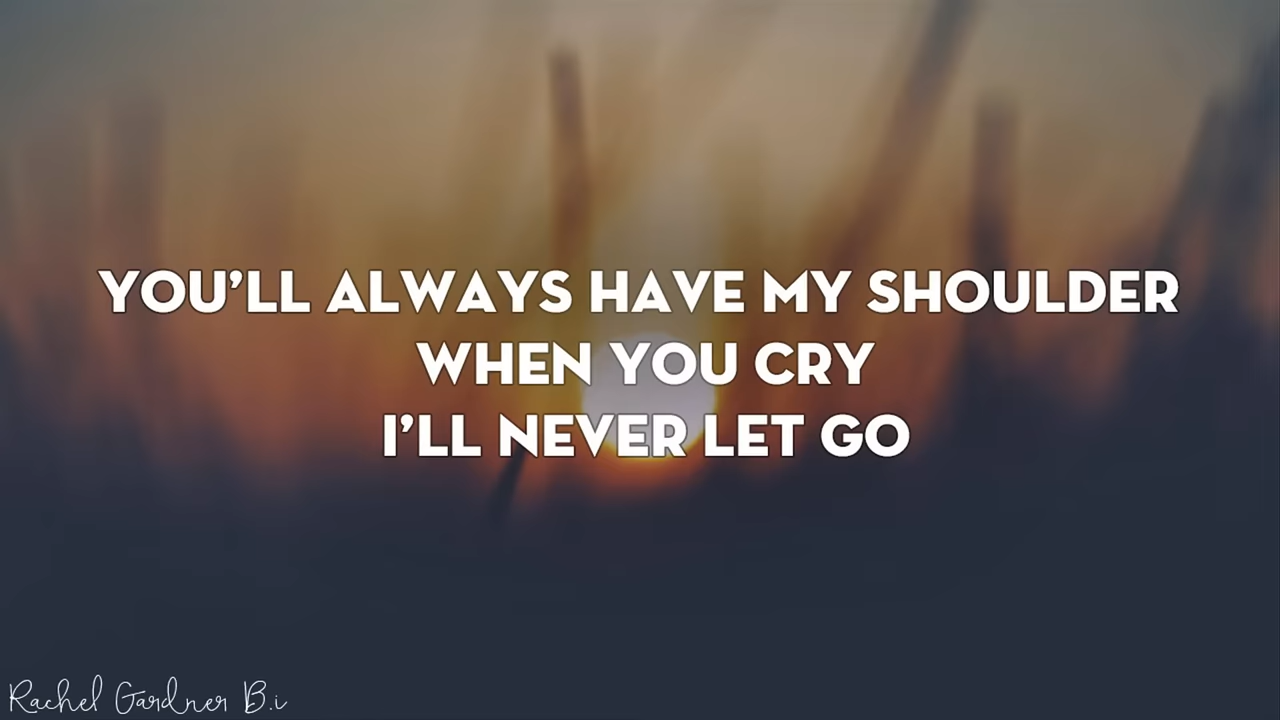 YOU’LL ALWAYS HAVE MY SHOULDER
WHEN YOU CRY
I’LL NEVER LET GO
Rachel Gardner B.i